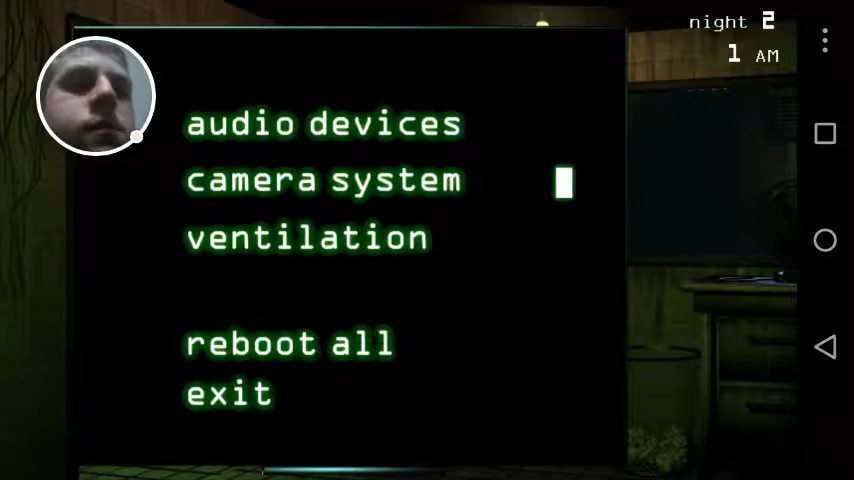 night 2
1 AM
audio devices
camera system
ventilation
reboot all
exit